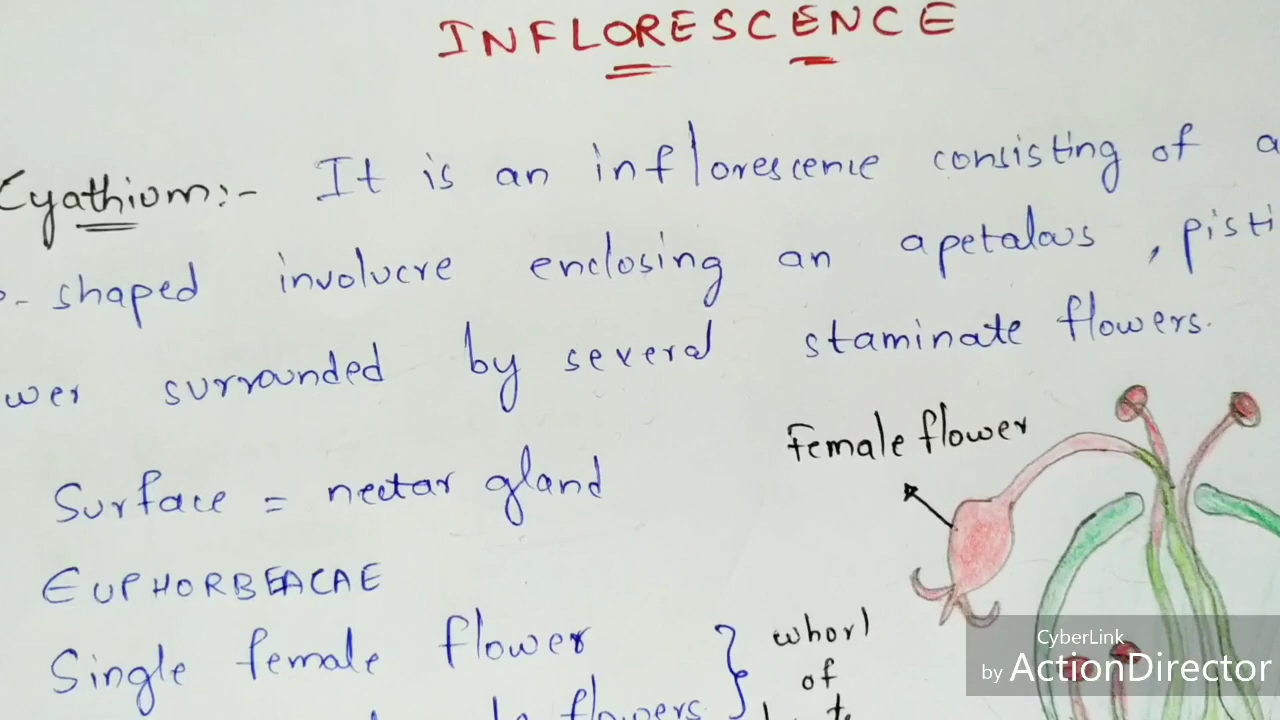 INFLORESCENCE
Cyathium:- It is an inflorescence consisting of a
- shaped involucre enclosing an apetalous , pisti
wer surrounded by several staminate flowers.
Female flower
Surface = nectar gland
EUPHORBEACAE
Single female flower
whorl
of
flowers
CyberLink
by ActionDirector